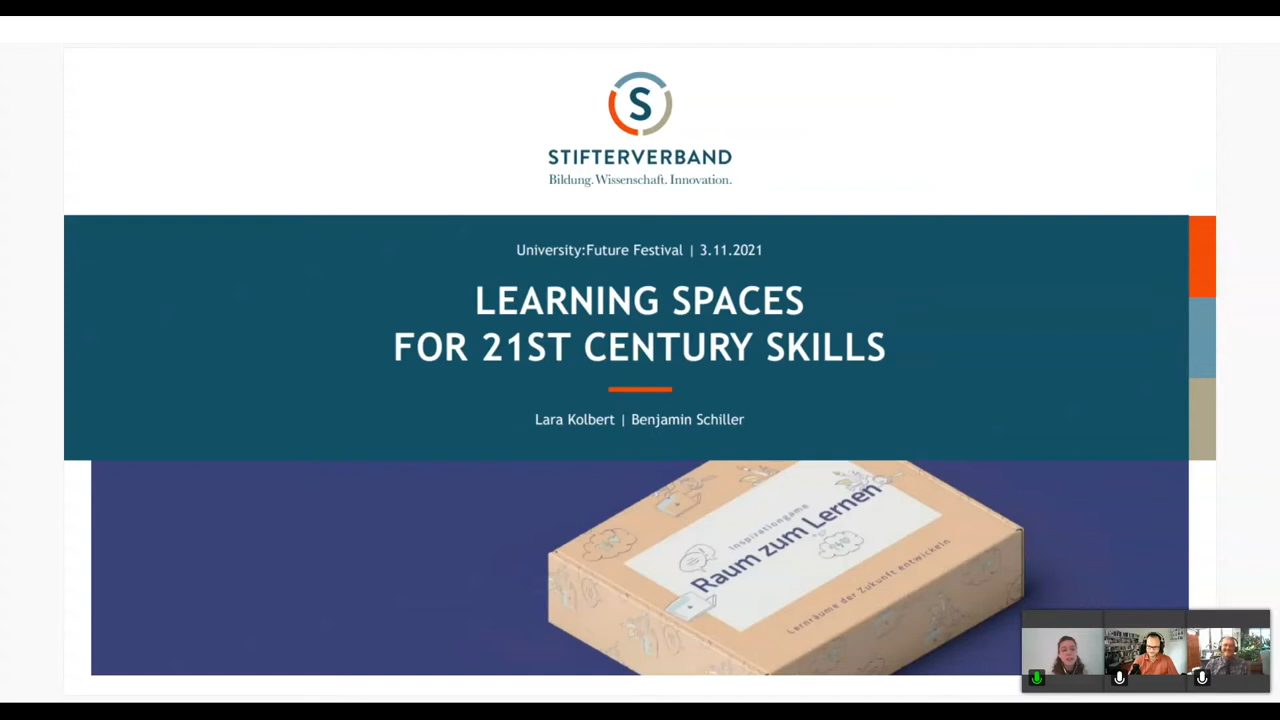 S
STIFTERVERBAND
Bildung. Wissenschaft. Innovation.
University:Future Festival | 3.11.2021
LEARNING SPACES
FOR 21ST CENTURY SKILLS
Lara Kolbert | Benjamin Schiller
Inspirationgame
Raum zum Lernen
Lernräume der Zukunft entwickeln